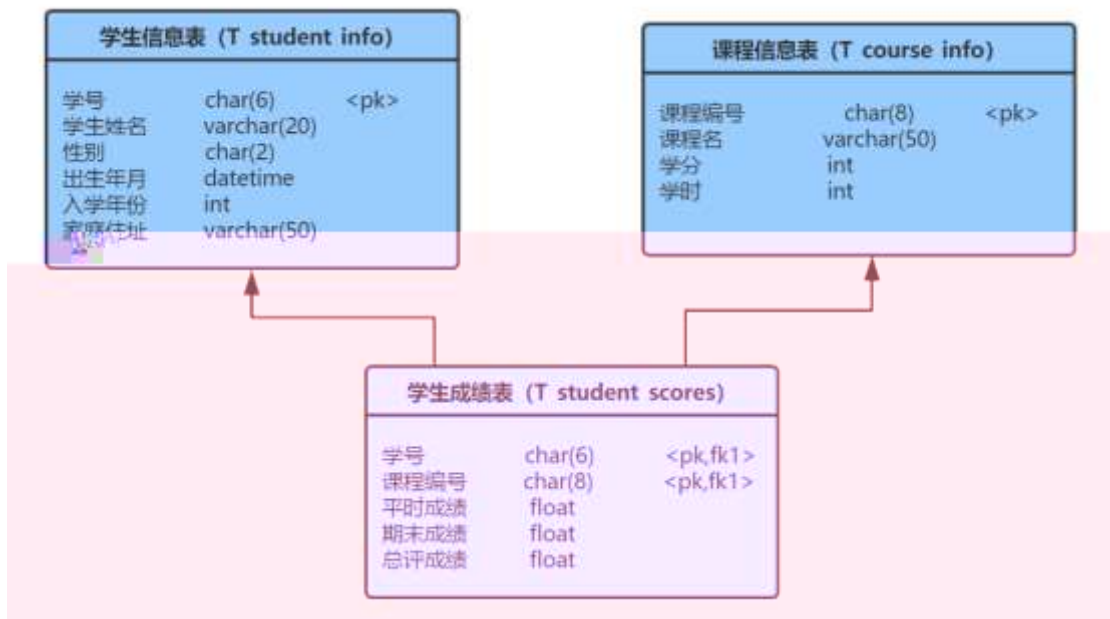 学生信息表（T student info）
学号 char(6) <pk>
学生姓名 varchar(20)
性别 char(2)
出生年月 datetime
入学年份 int
家庭住址 varchar(50)
课程信息表（T course info）
课程编号 char(8) <pk>
课程名 varchar(50)
学分 int
学时 int
学生成绩表（T student scores）
学号 char(6) <pk,fk1>
课程编号 char(8) <pk,fk1>
平时成绩 float
期末成绩 float
总评成绩 float